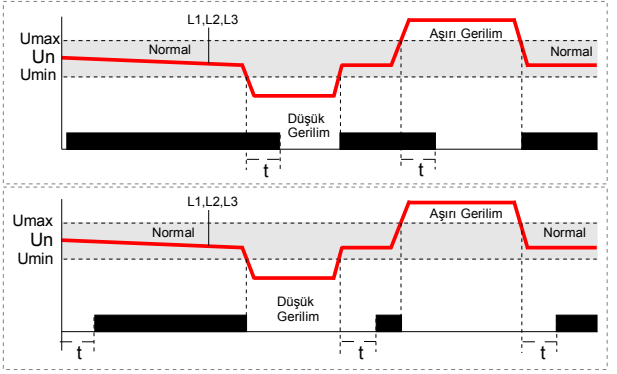 L1,L2,L3
Umax
Un
Umin
Normal
Aşırı Gerilim
Normal
Düşük
Gerilim
t
t
L1,L2,L3
Umax
Un
Umin
Normal
Aşırı Gerilim
Normal
Düşük
Gerilim
t
t
t